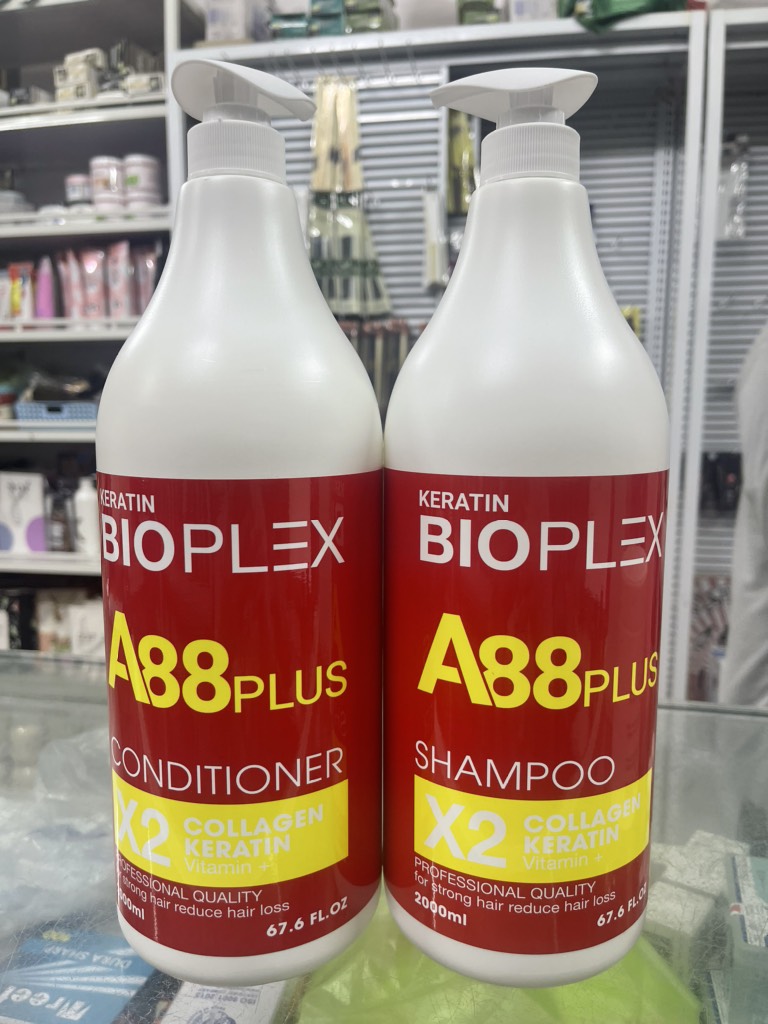 KERATIN
BIOPLEX
A88PLUS
CONDITIONER
X2
COLLAGEN
KERATIN
Vitamin +
PROFESSIONAL QUALITY
strong hair reduce hair loss
67.6 FL.OZ
KERATIN
BIOPLEX
A88PLUS
SHAMPOO
X2
COLLAGEN
KERATIN
Vitamin +
PROFESSIONAL QUALITY
for strong hair reduce hair loss
2000ml
67.6 FL.OZ